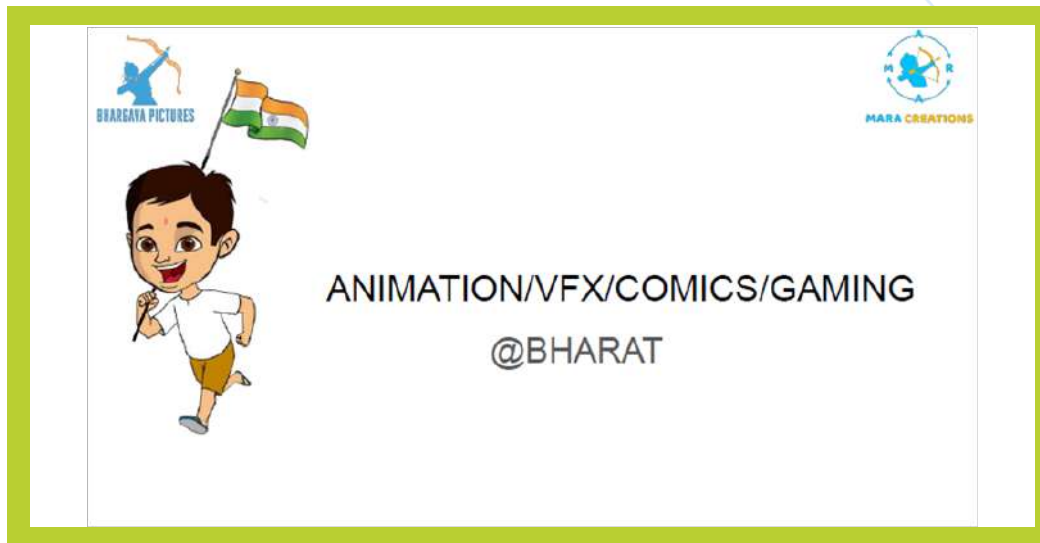 BHARGAVA PICTURES
M A R A
MARA CREATIONS
ANIMATION/VFX/COMICS/GAMING
@BHARAT